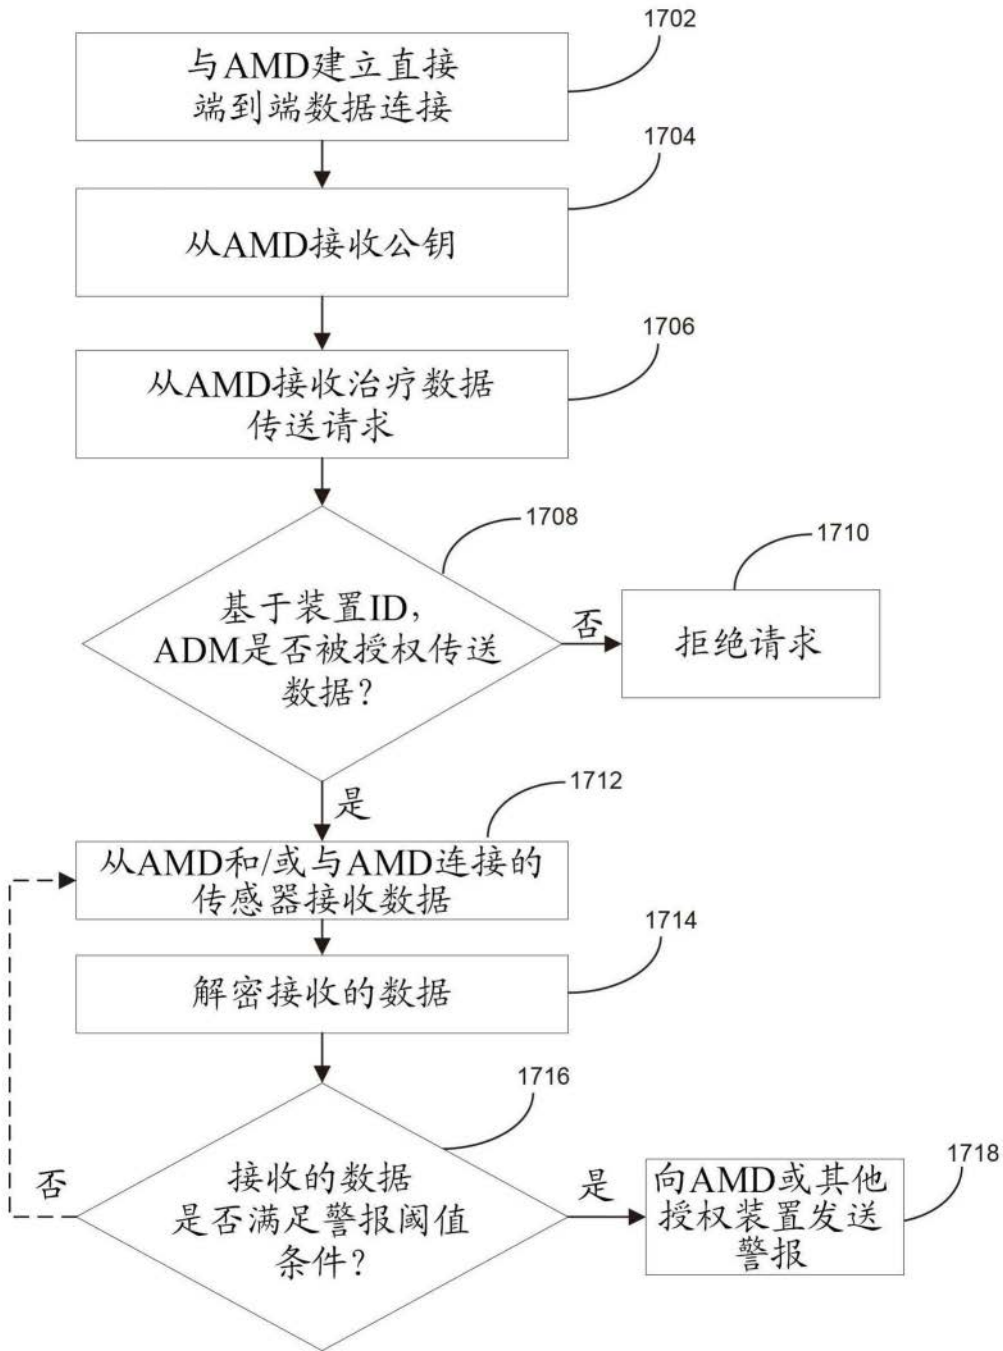 1702
与AMD建立直接
端到端数据连接
1704
从AMD接收公钥
1706
从AMD接收治疗数据
传送请求
1708
基于装置ID,
ADM是否被授权传送
数据?
否
1710
拒绝请求
是
1712
从AMD和/或与AMD连接的
传感器接收数据
1714
解密接收的数据
1716
接收的数据
是否满足警报阈值
条件?
否
是
1718
向AMD或其他
授权装置发送
警报